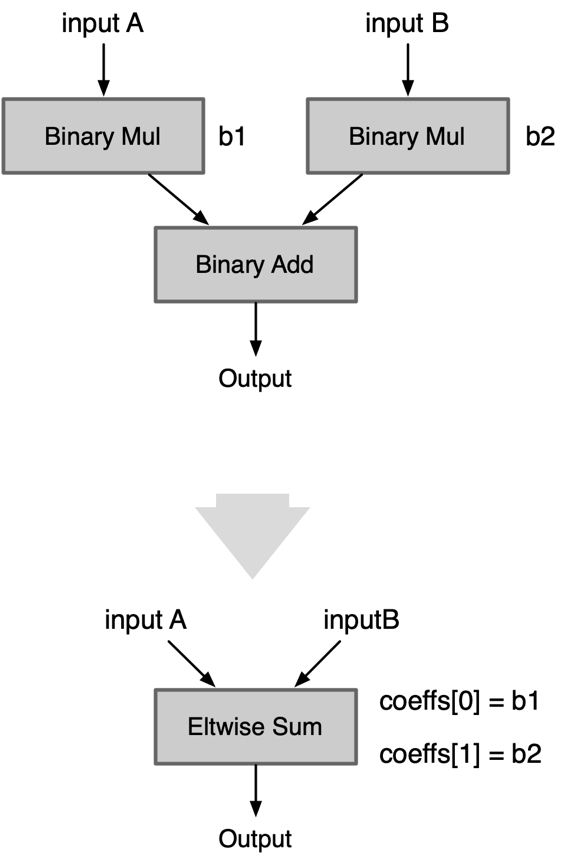 input A
input B
Binary Mul
b1
Binary Mul
b2
Binary Add
Output
input A
inputB
Eltwise Sum
coeffs[0] = b1
coeffs[1] = b2
Output